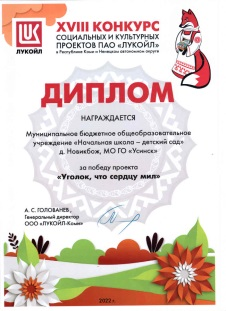 ЛУКОЙЛ
XVIII КОНКУРС
СОЦИАЛЬНЫХ И КУЛЬТУРНЫХ
ПРОЕКТОВ ПАО «ЛУКОЙЛ»
в Республике Коми и Ненецком автономном округе
ДИПЛОМ
НАГРАЖДАЕТСЯ
Муниципальное бюджетное общеобразовательное
учреждение «Начальная школа – детский сад»
д. Новикбож, МО ГО «Усинск»
за победу проекта
«Уголок, что сердцу мил»
А. С. ГОЛОВАНЕВ,
Генеральный директор
ООО «ЛУКОЙЛ-Коми»
2022 г.